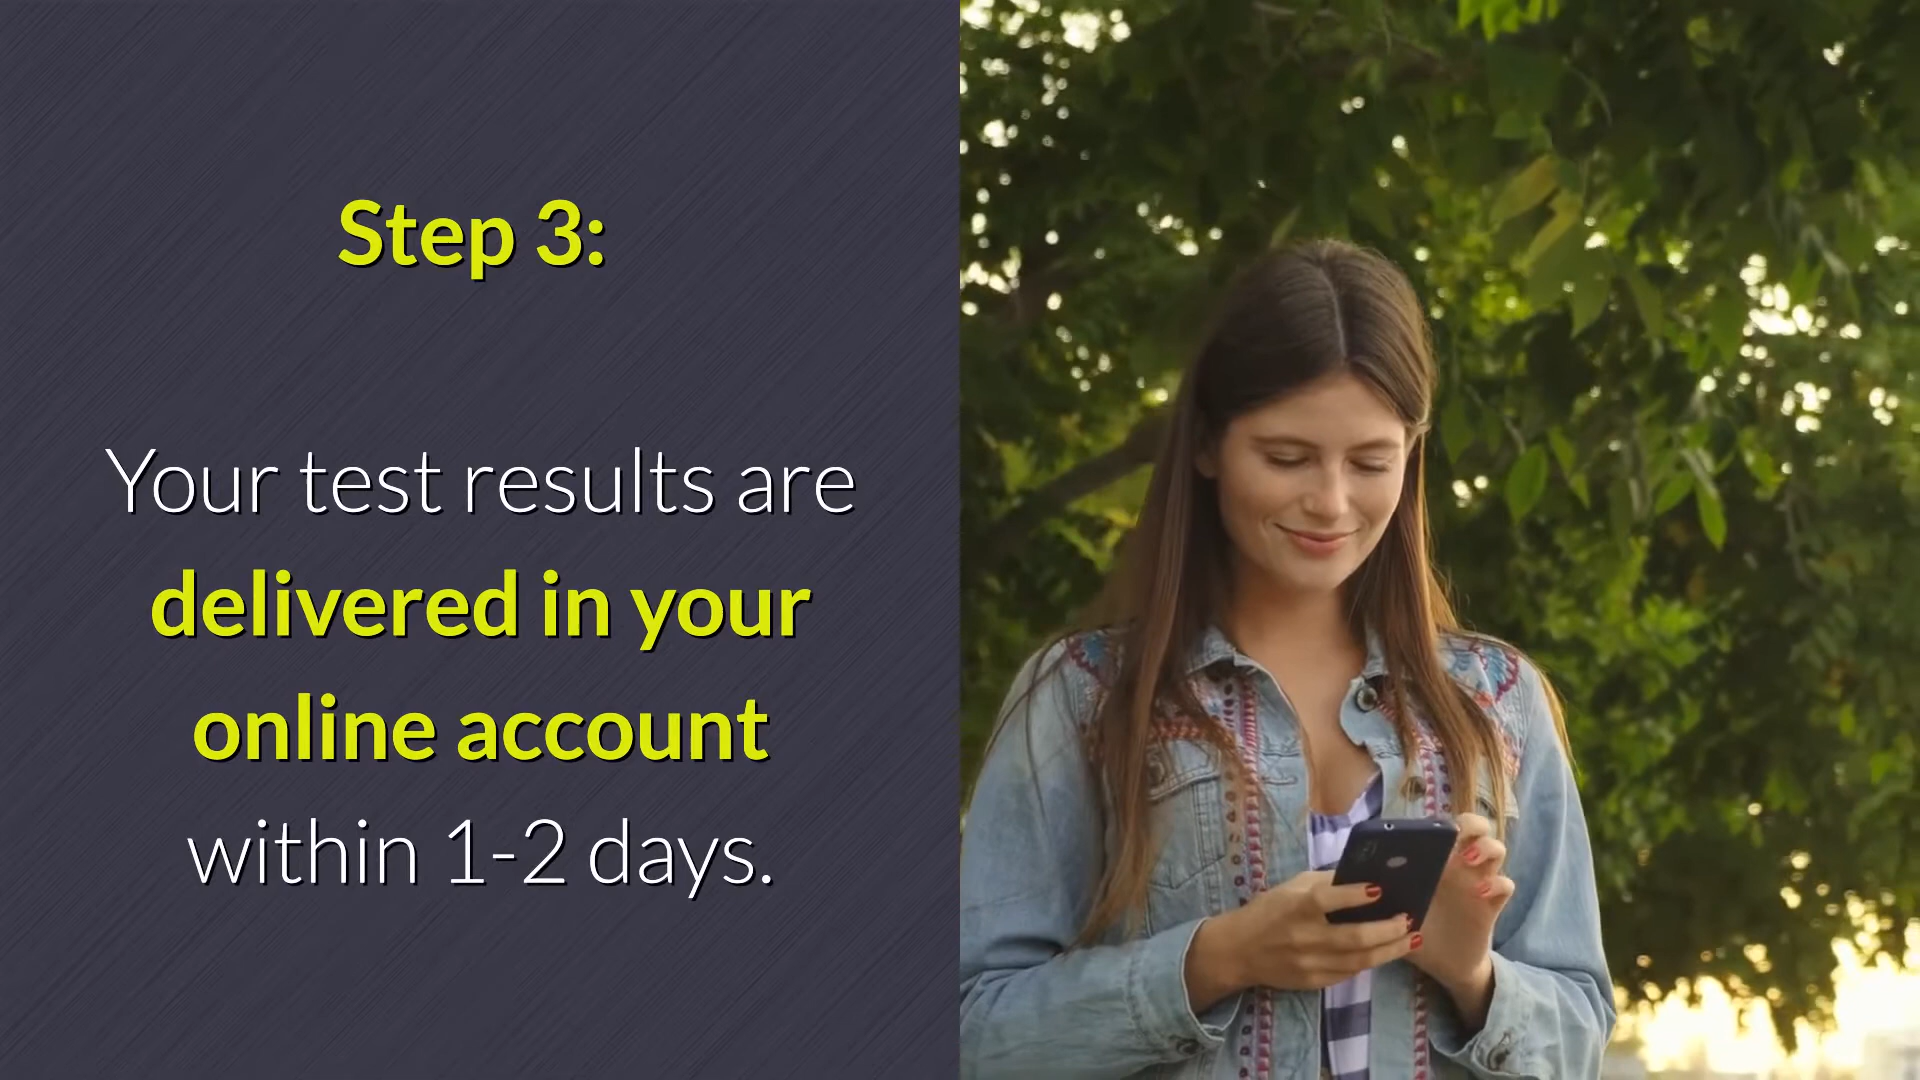 Step 3:
Your test results are
delivered in your
online account
within 1-2 days.